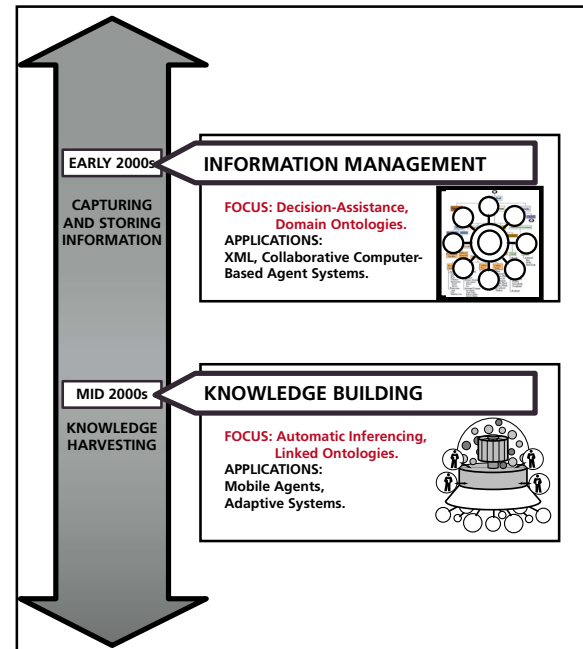 EARLY 2000s
INFORMATION MANAGEMENT
CAPTURING
AND STORING
INFORMATION
FOCUS: Decision-Assistance,
Domain Ontologies.
APPLICATIONS:
XML, Collaborative Computer-
Based Agent Systems.
MID 2000s
KNOWLEDGE BUILDING
KNOWLEDGE
HARVESTING
FOCUS: Automatic Inferencing,
Linked Ontologies.
APPLICATIONS:
Mobile Agents,
Adaptive Systems.